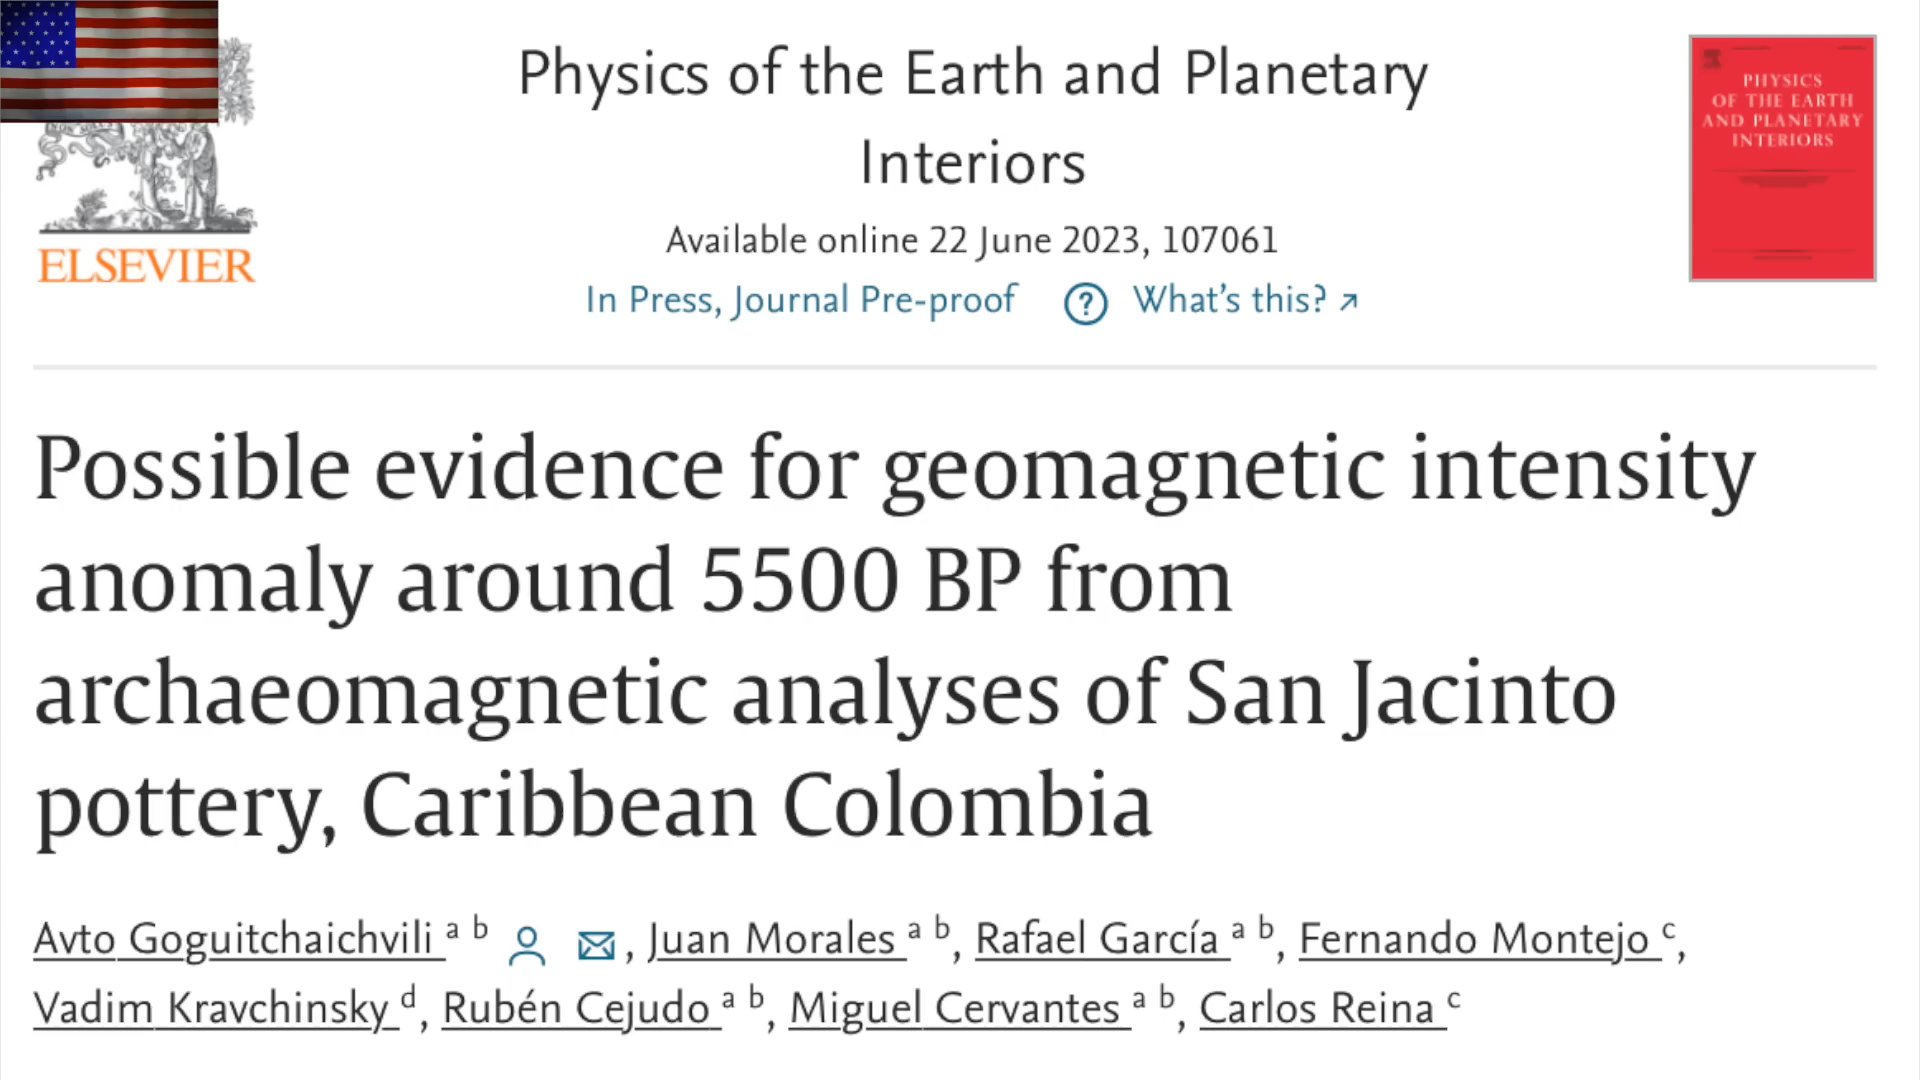 Physics of the Earth and Planetary
Interiors
Available online 22 June 2023, 107061
In Press, Journal Pre-proof ? What's this? ↗
ELSEVIER
PHYSICS
OF THE EARTH
AND PLANETARY
INTERIORS
Possible evidence for geomagnetic intensity
anomaly around 5500 BP from
archaeomagnetic analyses of San Jacinto
pottery, Caribbean Colombia
Avto Goguitchaichvili a b, Juan Morales a b, Rafael García a b, Fernando Montejo c,
Vadim Kravchinsky d, Rubén Cejudo a b, Miguel Cervantes a b, Carlos Reina c